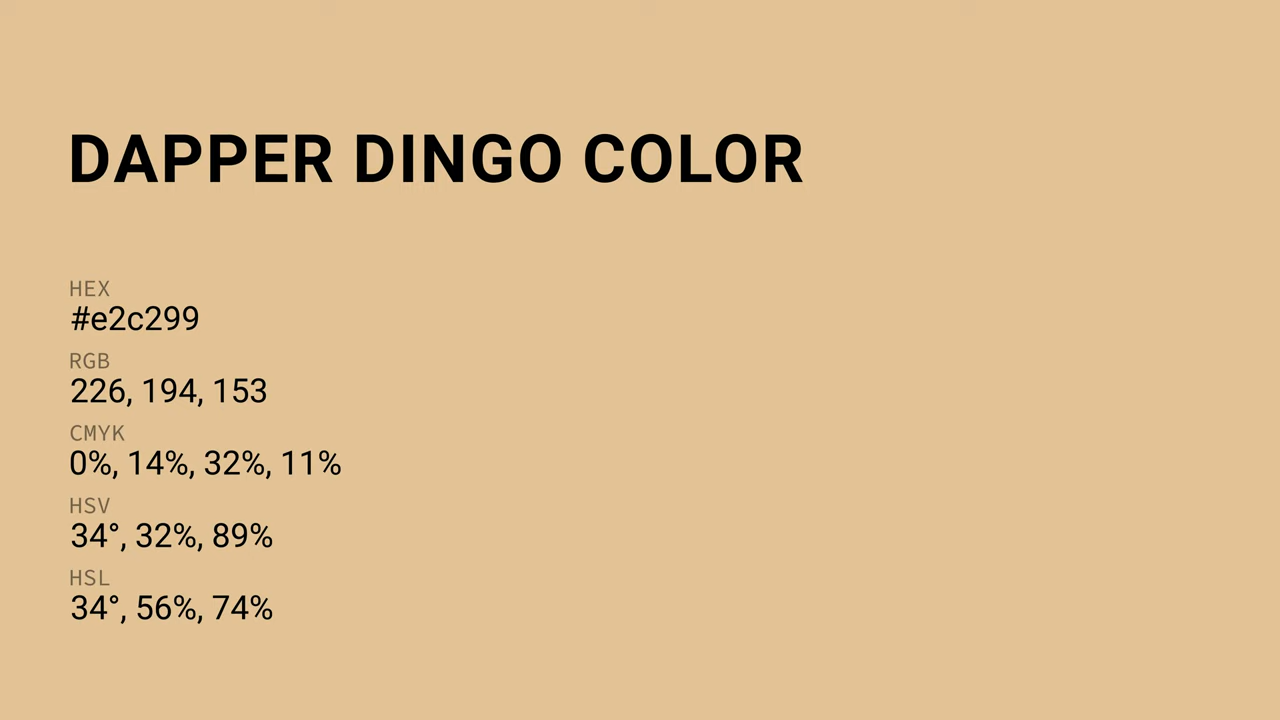 DAPPER DINGO COLOR
HEX
#e2c299
RGB
226, 194, 153
CMYK
0%, 14%, 32%, 11%
HSV
34°, 32%, 89%
HSL
34°, 56%, 74%